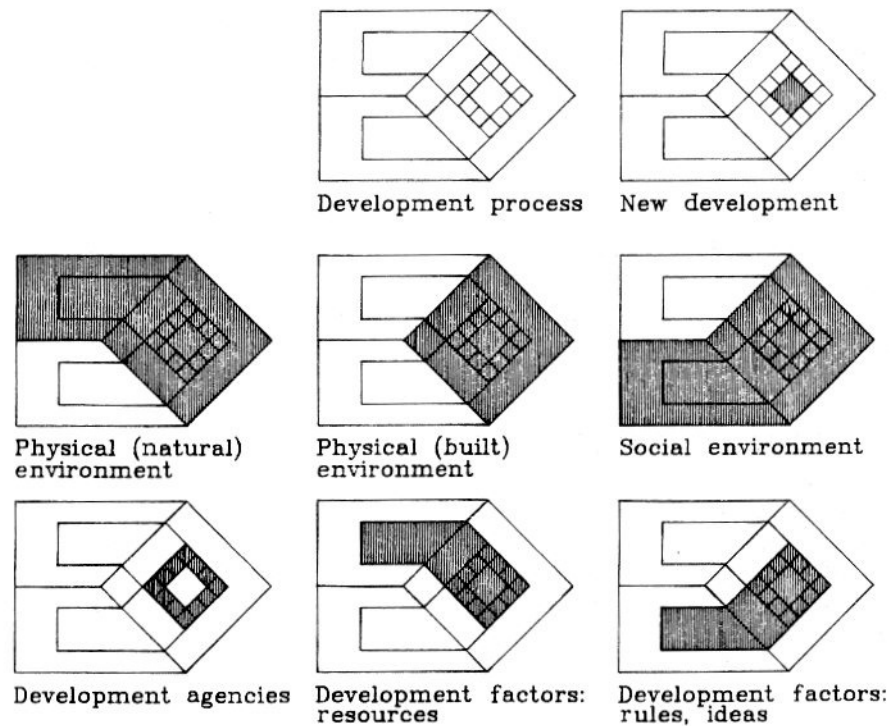 Development process
New development
Physical (natural)
environment
Physical (built)
environment
Social environment
Development agencies
Development factors:
resources
Development factors:
rules, ideas